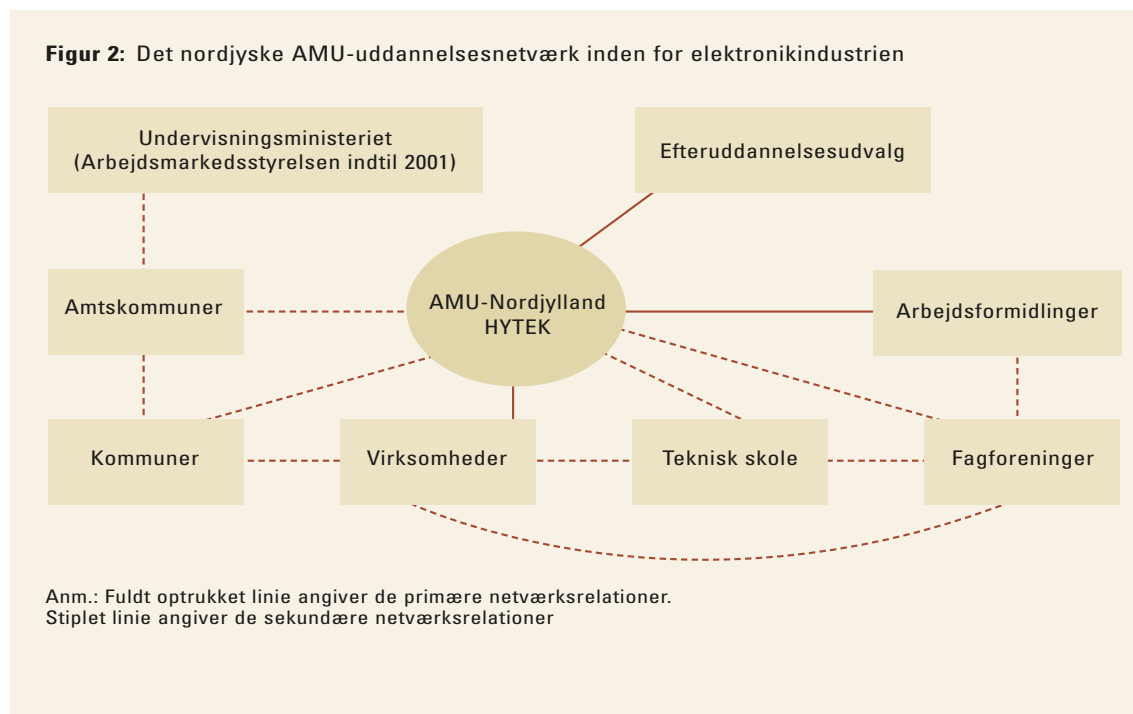 Figur 2: Det nordjyske AMU-uddannelsesnetværk inden for elektronikindustrien
Undervisningsministeriet
(Arbejdsmarkedsstyrelsen indtil 2001)
Efteruddannelsesudvalg
Amtskommuner
AMU-Nordjylland
HYTEK
Arbejdsformidlinger
Kommuner
Virksomheder
Teknisk skole
Fagforeninger
Anm.: Fuldt optrukket linie angiver de primære netværksrelationer.
Stiplet linie angiver de sekundære netværksrelationer